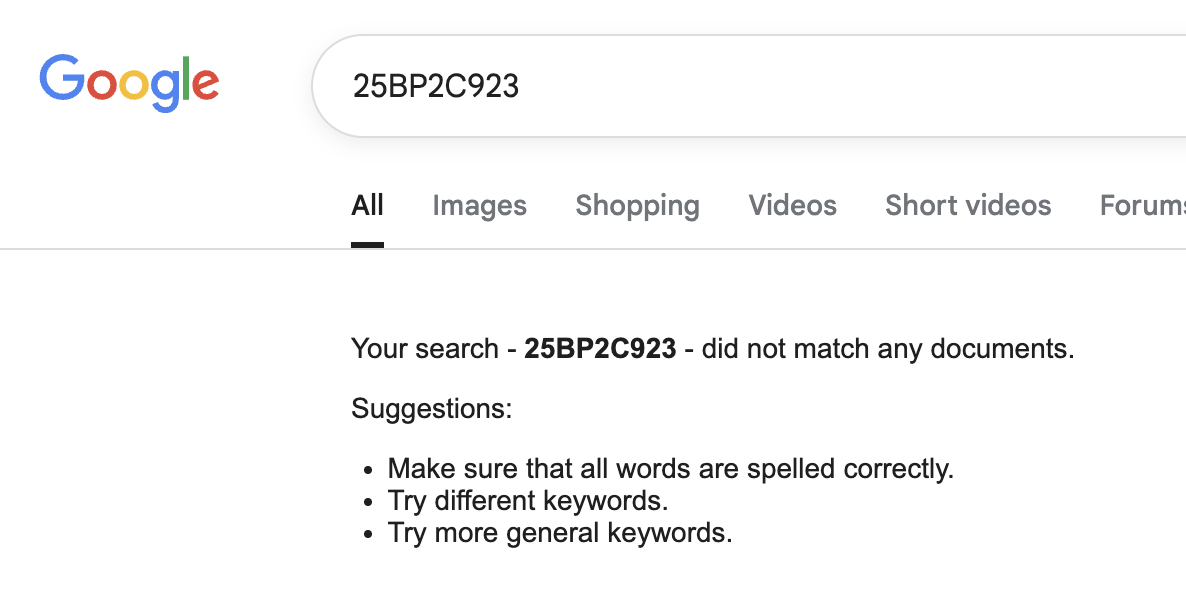 Google
25BP2C923
All Images Shopping Videos Short videos Forums
Your search - 25BP2C923 - did not match any documents.
Suggestions:
• Make sure that all words are spelled correctly.
• Try different keywords.
• Try more general keywords.